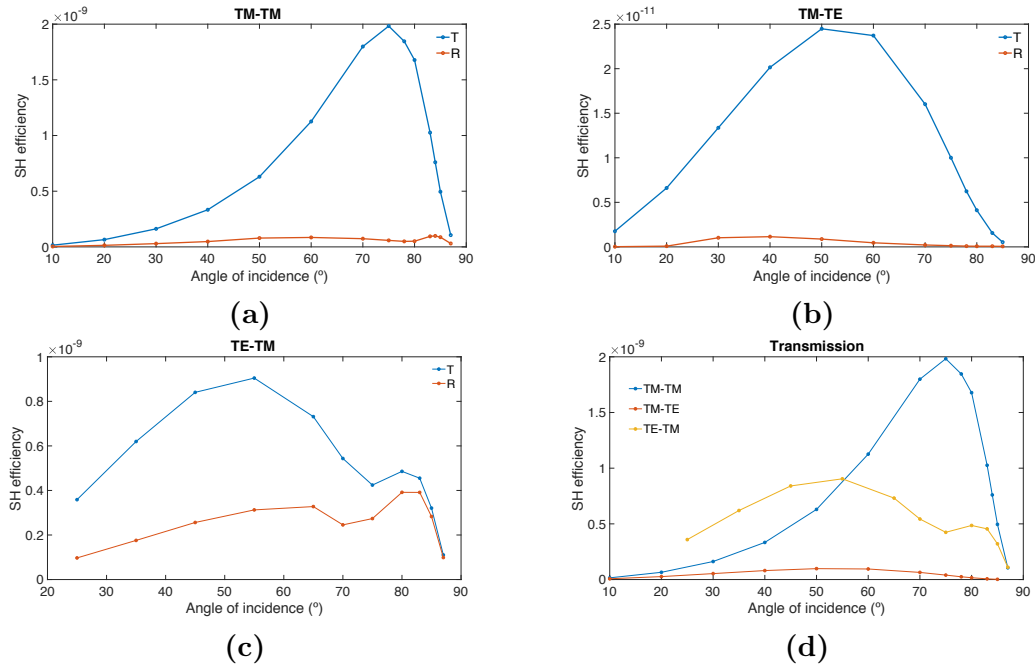 TM-TM
×10⁻⁹
2
1.5
1
0.5
0
SH efficiency
T
R
10 20 30 40 50 60 70 80 90
Angle of incidence (º)
(a)
TM-TE
×10⁻¹¹
2.5
2
1.5
1
0.5
0
SH efficiency
T
R
10 20 30 40 50 60 70 80 90
Angle of incidence (º)
(b)
TE-TM
×10⁻⁹
1
0.8
0.6
0.4
0.2
0
SH efficiency
T
R
20 30 40 50 60 70 80 90
Angle of incidence (º)
(c)
Transmission
×10⁻⁹
2
1.5
1
0.5
0
SH efficiency
TM-TM
TM-TE
TE-TM
10 20 30 40 50 60 70 80 90
Angle of incidence (º)
(d)